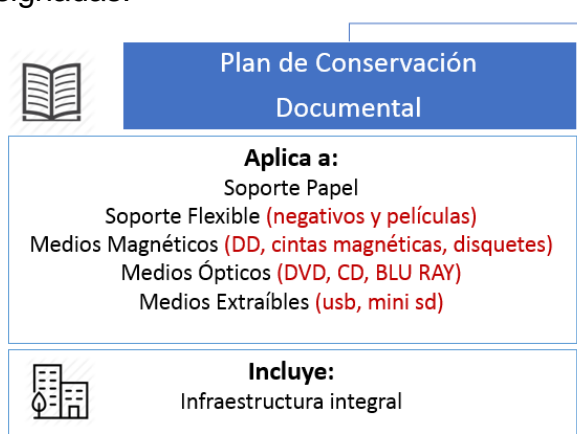 Plan de Conservación
Documental
Aplica a:
Soporte Papel
Soporte Flexible (negativos y películas)
Medios Magnéticos (DD, cintas magnéticas, disquetes)
Medios Ópticos (DVD, CD, BLU RAY)
Medios Extraíbles (usb, mini sd)
Incluye:
Infraestructura integral